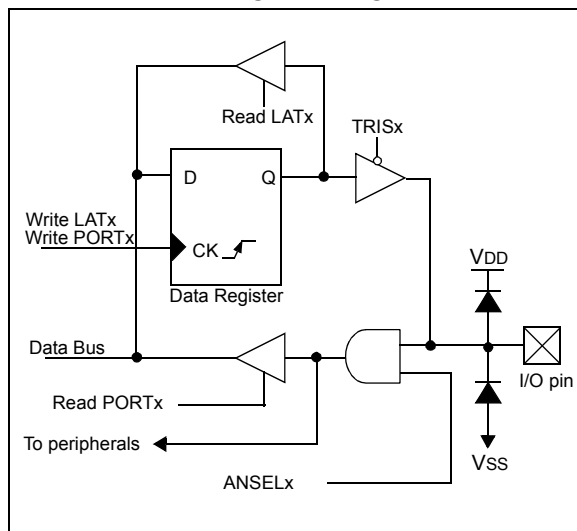 Read LATx
TRISx
D
Q
Write LATx
Write PORTx
CK
Data Register
VDD
Data Bus
I/O pin
Read PORTx
To peripherals
VSS
ANSELx